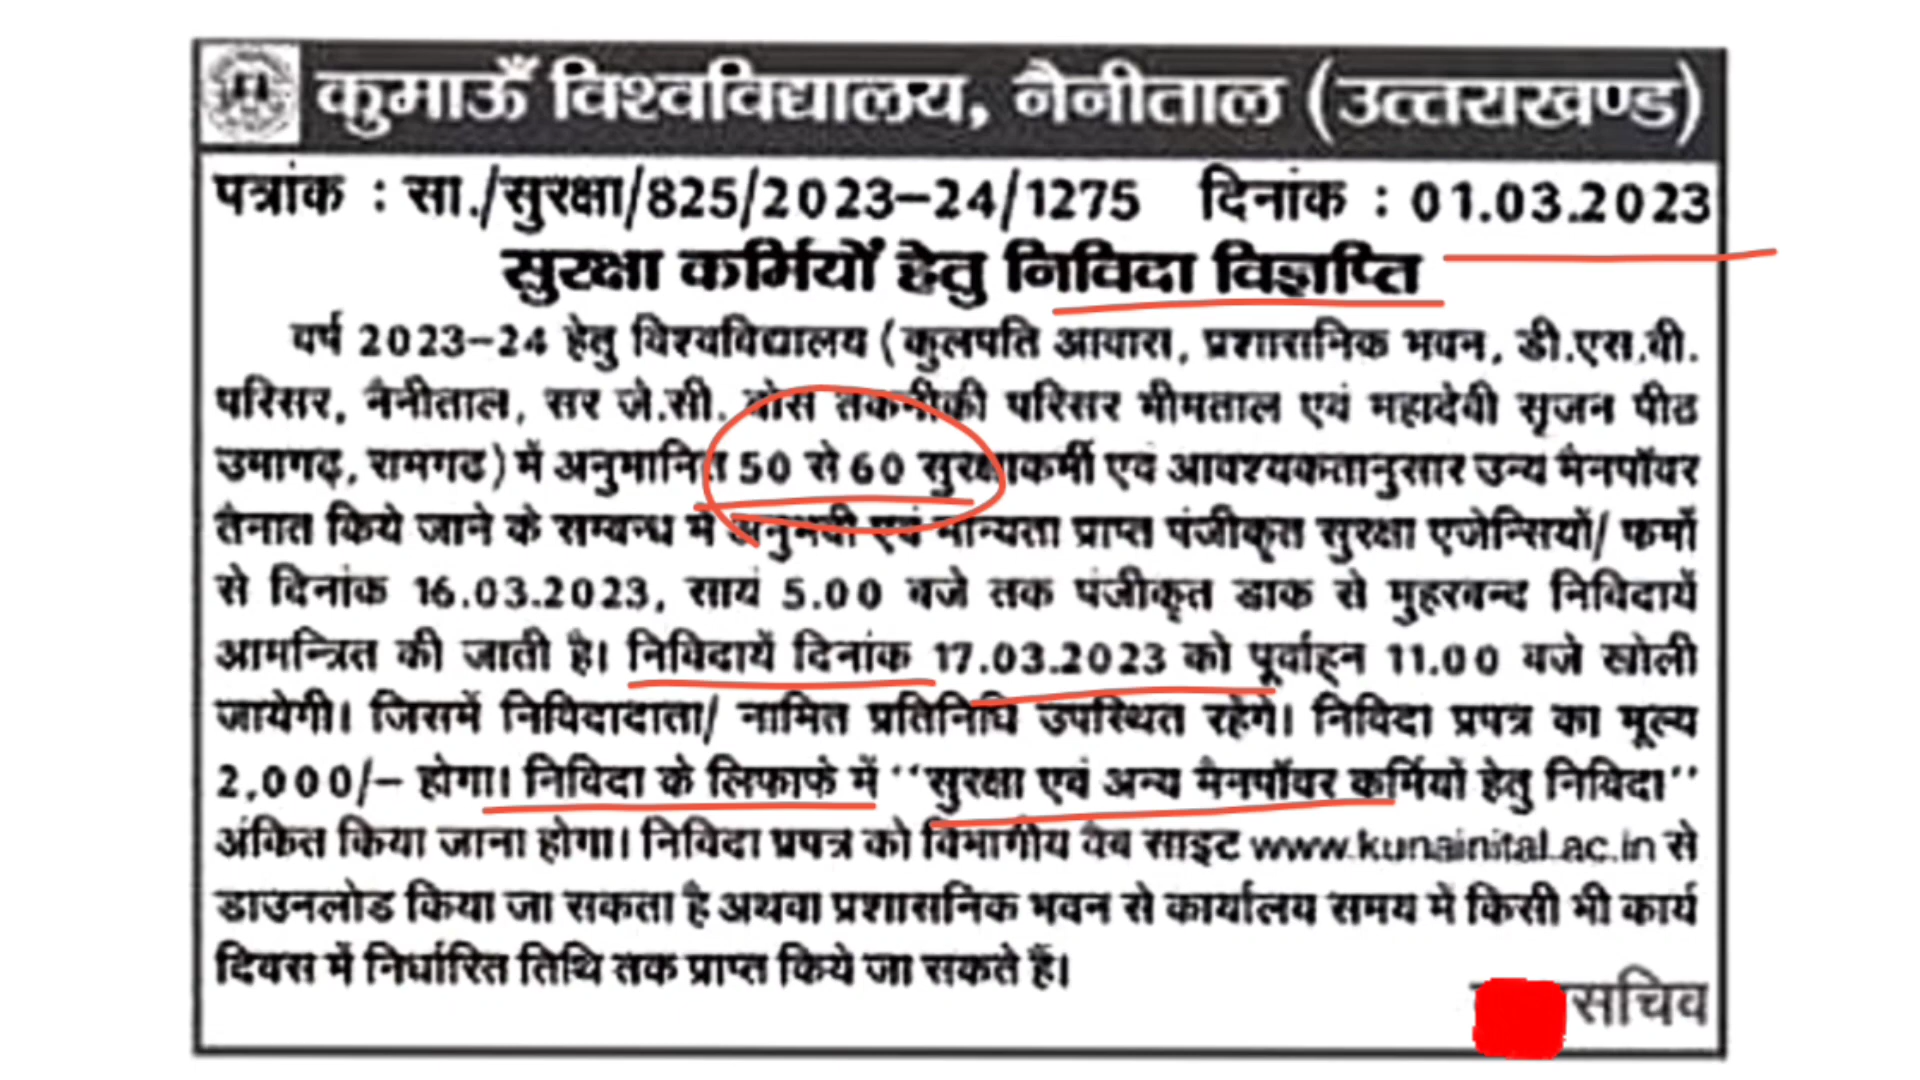 कुमाऊँ विश्वविद्यालय, नैनीताल (उत्तराखण्ड)
पत्रांक : सा./सुरक्षा/825/2023-24/1275 दिनांक : 01.03.2023
सुरक्षा कर्मियों हेतु निविदा विज्ञप्ति
वर्ष 2023-24 हेतु विश्वविद्यालय (कुलपति आवास, प्रशासनिक भवन, डी.एस.बी.
परिसर, नैनीताल, सर जे.सी. बोस तकनीकी परिसर भीमताल एवं महादेवी सृजन पीठ
उमागढ़, रामगढ) में अनुमानित 50 से 60 सुरक्षाकर्मी एवं आवश्यकतानुसार उन्य मैनपॉवर
तैनात किये जाने के सम्बन्ध में अनुभवी एवं मान्यता प्राप्त पंजीकृत सुरक्षा एजेन्सियों/ फर्मो
से दिनांक 16.03.2023, सायं 5.00 बजे तक पंजीकृत डाक से मुहरबन्द निविदायें
आमन्त्रित की जाती है। निविदायें दिनांक 17.03.2023 को पूर्वाहन 11.00 बजे खोली
जायेगी। जिसमें निविदादाता/ नामित प्रतिनिधि उपस्थित रहेगें। निविदा प्रपत्र का मूल्य
2,000/- होगा। निविदा के लिफाफे में ''सुरक्षा एवं अन्य मैनपॉवर कर्मियों हेतु निविदा''
अंकित किया जाना होगा। निविदा प्रपत्र को विभागीय वैब साइट www.kunainital.ac.in से
डाउनलोड किया जा सकता है अथवा प्रशासनिक भवन से कार्यालय समय में किसी भी कार्य
दिवस में निर्धारित तिथि तक प्राप्त किये जा सकते हैं।
सचिव